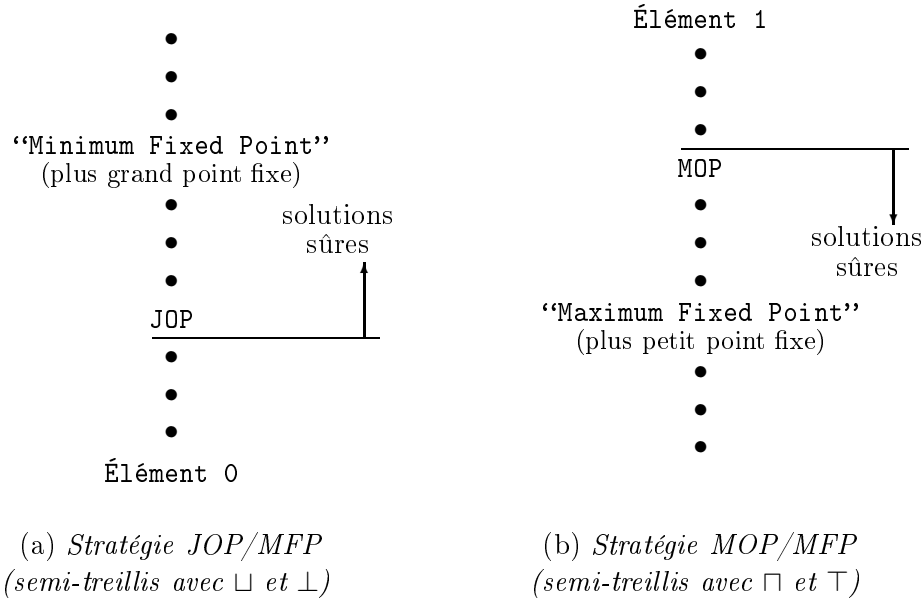 “Minimum Fixed Point”
(plus grand point fixe)
solutions
sûres
JOP
Élément 0
(a) Stratégie JOP/MFP
(semi-treillis avec ⊔ et ⊥)
Élément 1
MOP
solutions
sûres
“Maximum Fixed Point”
(plus petit point fixe)
(b) Stratégie MOP/MFP
(semi-treillis avec ⊓ et ⊤)